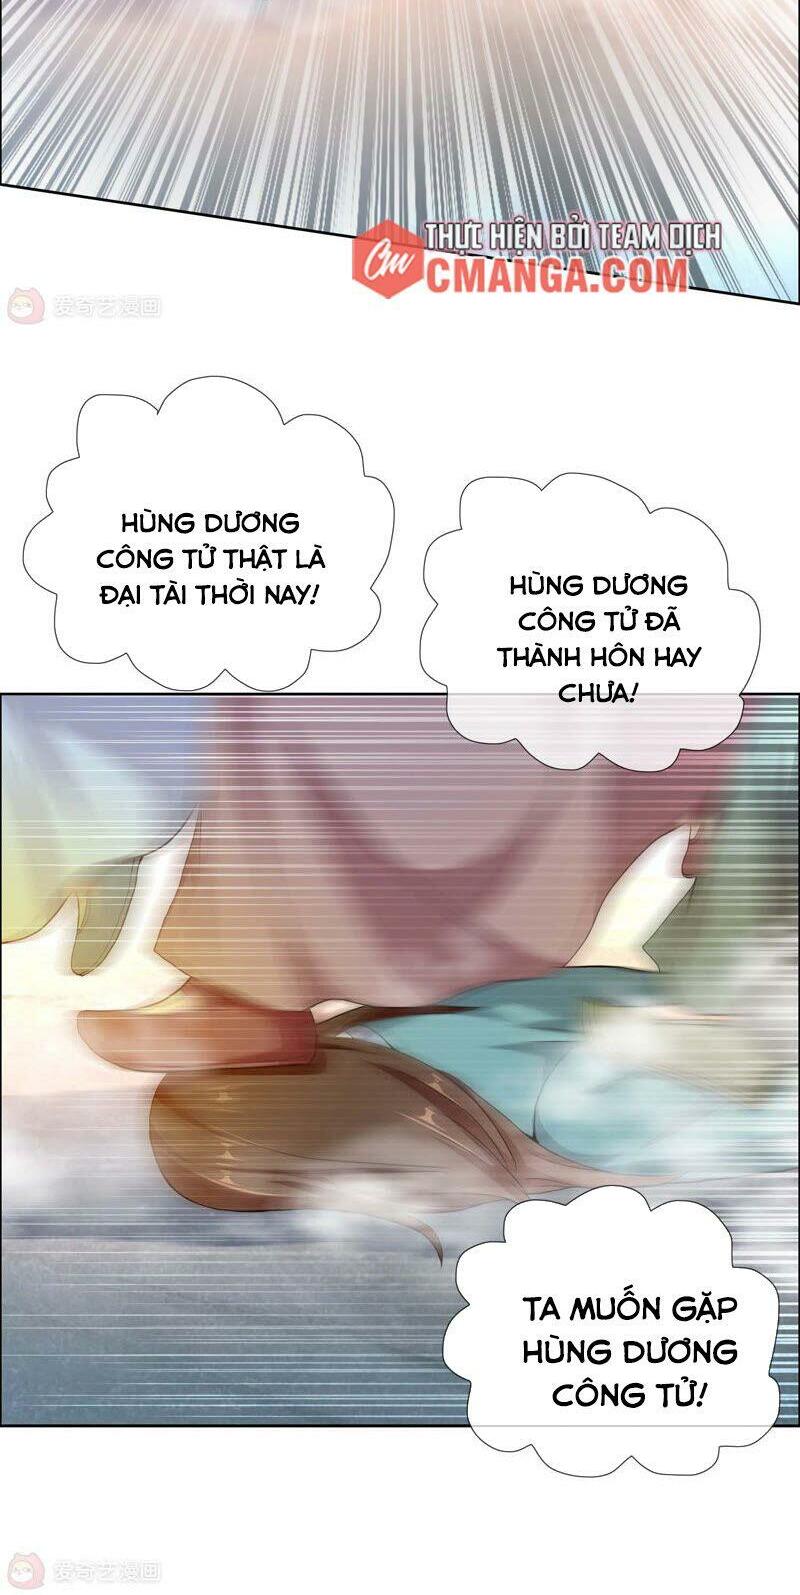 THỰC HIỆN BỞI TEAM DỊCH
Cm CMANGA.COM
爱奇艺漫画
HÙNG DƯƠNG
CÔNG TỬ THẬT LÀ
ĐẠI TÀI THỜI NAY!
HÙNG DƯƠNG
CÔNG TỬ ĐÃ
THÀNH HÔN HAY
CHƯA!
TA MUỐN GẶP
HÙNG DƯƠNG
CÔNG TỬ!
爱奇艺漫画